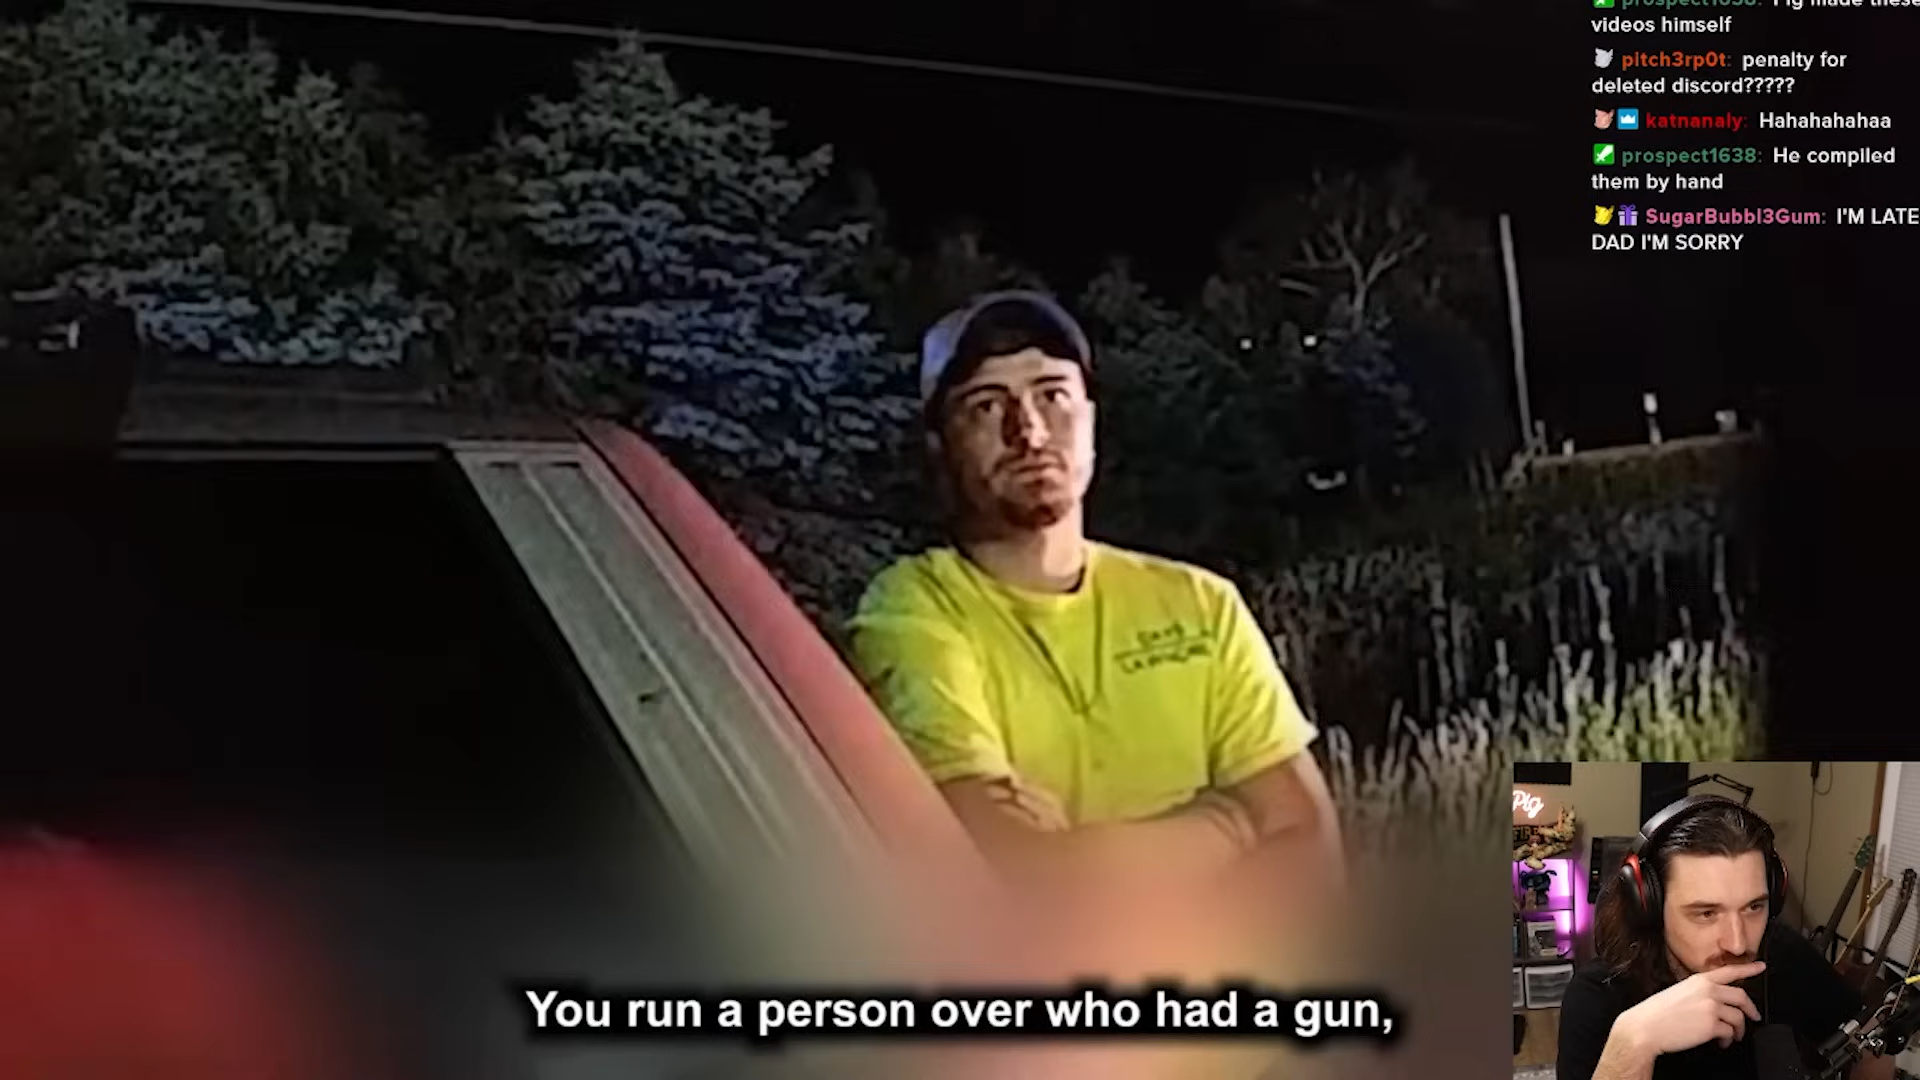 videos himself
pitch3rp0t: penalty for
deleted discord?????
katnanaly: Hahahahahaa
prospect1638: He compiled
them by hand
SugarBubbl3Gum: I'M LATE
DAD I'M SORRY
Pig
You run a person over who had a gun,